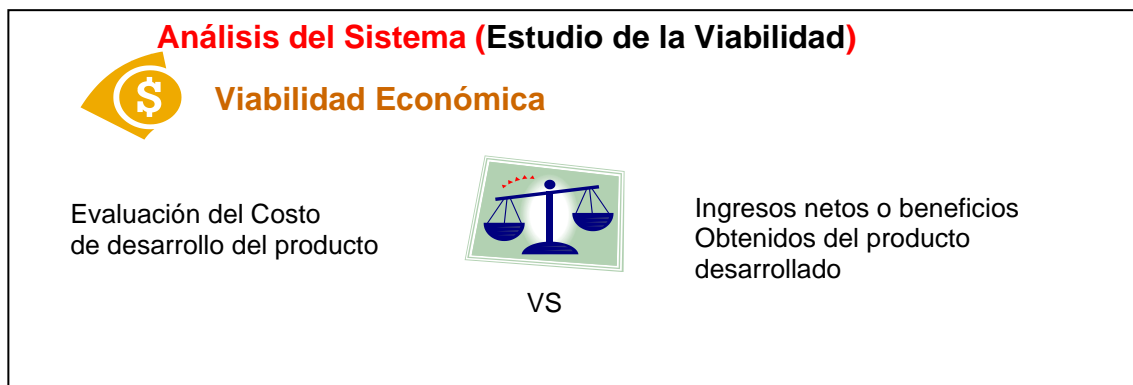 Análisis del Sistema (Estudio de la Viabilidad)
$ Viabilidad Económica
Evaluación del Costo
de desarrollo del producto
VS
Ingresos netos o beneficios
Obtenidos del producto
desarrollado